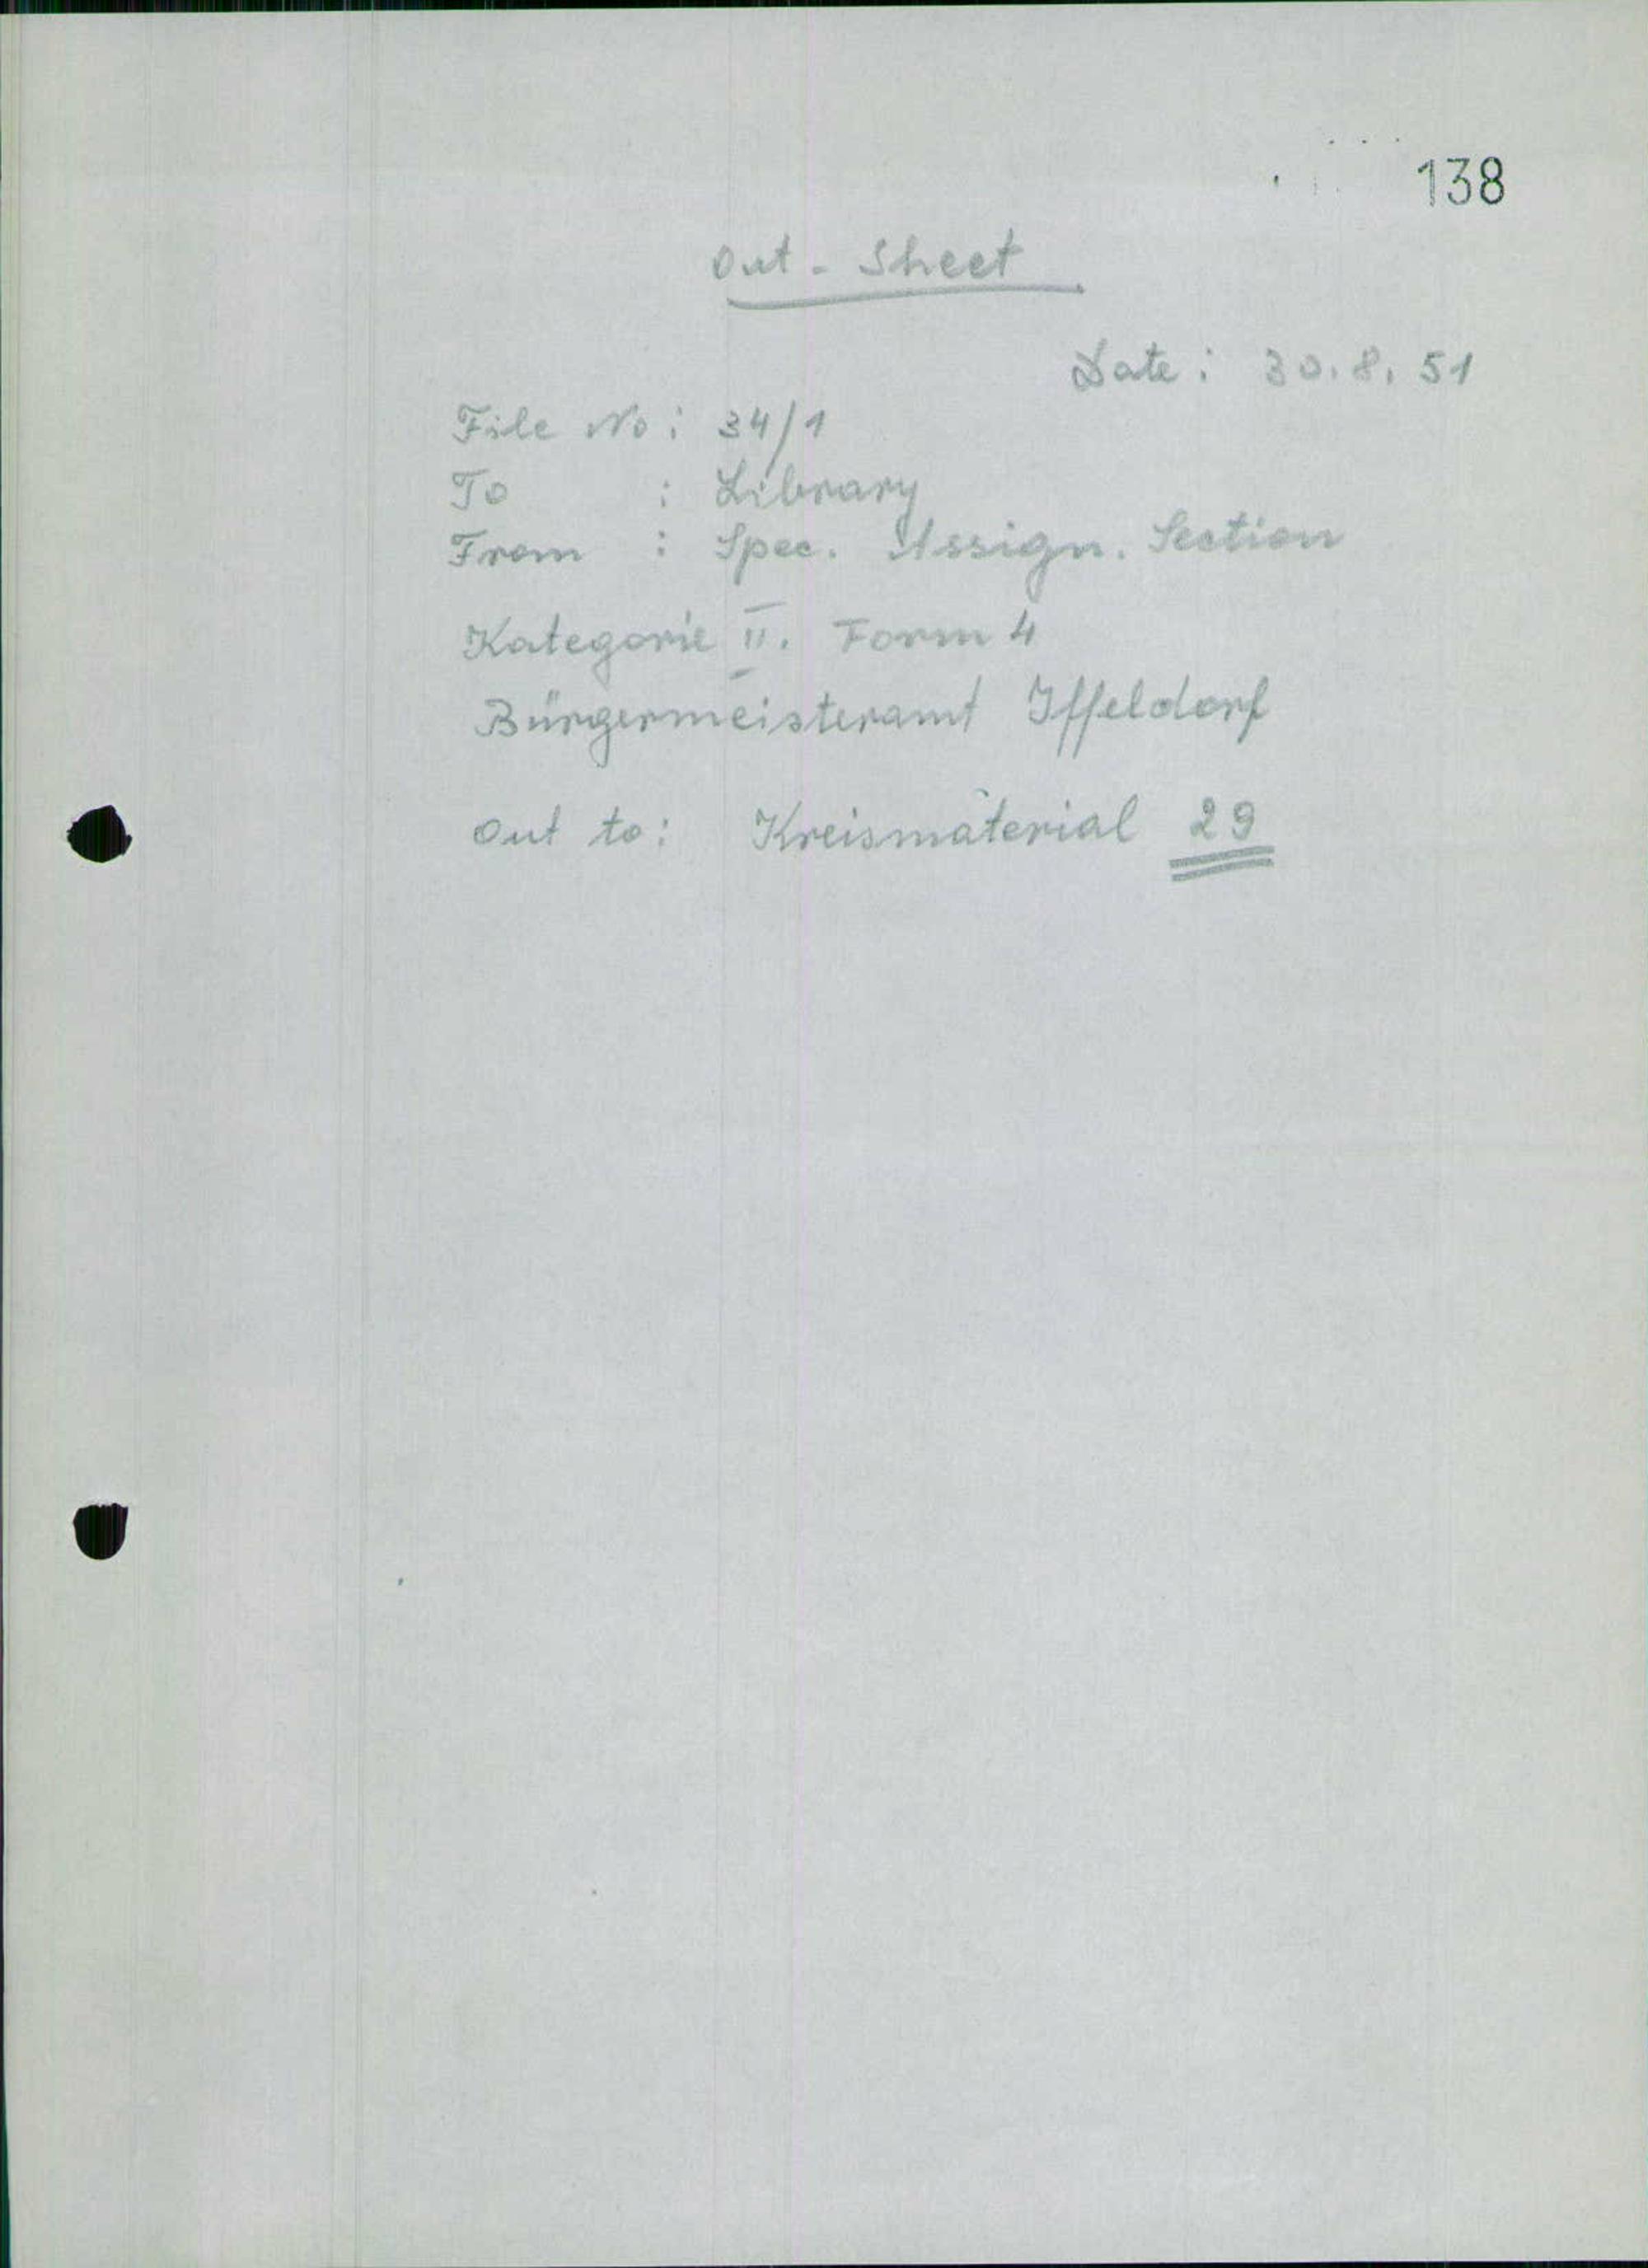 138
Out - Sheet
Date : 30. 8. 51
File No : 34/1
To : Library
From : Spec. Assign. Section
Kategorie II. Form 4
Bürgermeisteramt Iffeldorf
Out to : Kreismaterial 29